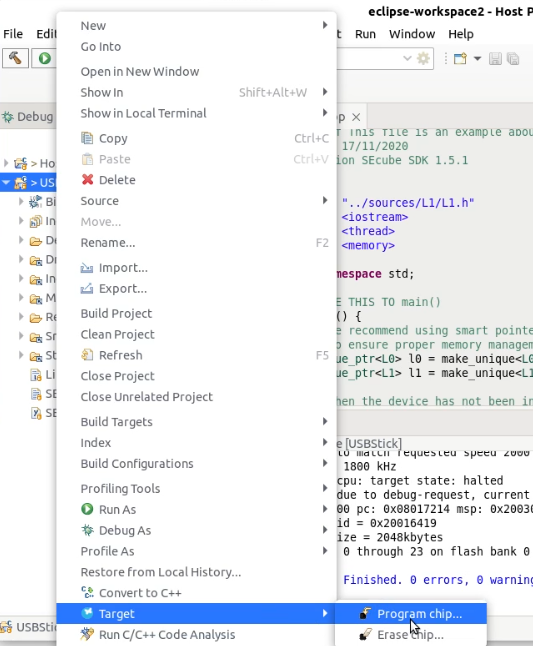 eclipse-workspace2 - Host P
File Edi t Run Window Help
New
Go Into
Open in New Window
Show In Shift+Alt+W
Show in Local Terminal
Copy Ctrl+C
Paste Ctrl+V
Delete
Source
Move...
Rename... F2
Import...
Export...
Build Project
Clean Project
Refresh F5
Close Project
Close Unrelated Project
Build Targets
Index
Build Configurations
Profiling Tools
Run As
Debug As
Profile As
Restore from Local History...
Convert to C++
Target
Run C/C++ Code Analysis
Program chip...
Erase chip...
Debug
> Ho
> USB
Bi
In
De
Dr
In
M
Re
Sr
St
Li
SE
SE
USBStic
pp
f This file is an example abou
17/11/2020
ion SEcube SDK 1.5.1
"../sources/L1/L1.h"
<iostream>
<thread>
<memory>
mespace std;
E THIS TO main()
() {
e recommend using smart pointe
o ensure proper memory managem
ue_ptr<L0> l0 = make_unique<L0
ue_ptr<L1> l1 = make_unique<L1
hen the device has not been in
e [USBStick]
to match requested speed 2000
1800 kHz
cpu: target state: halted
due to debug-request, current
00 pc: 0x08017214 msp: 0x20030
id = 0x20016419
ize = 2048kbytes
0 through 23 on flash bank 0
Finished. 0 errors, 0 warning